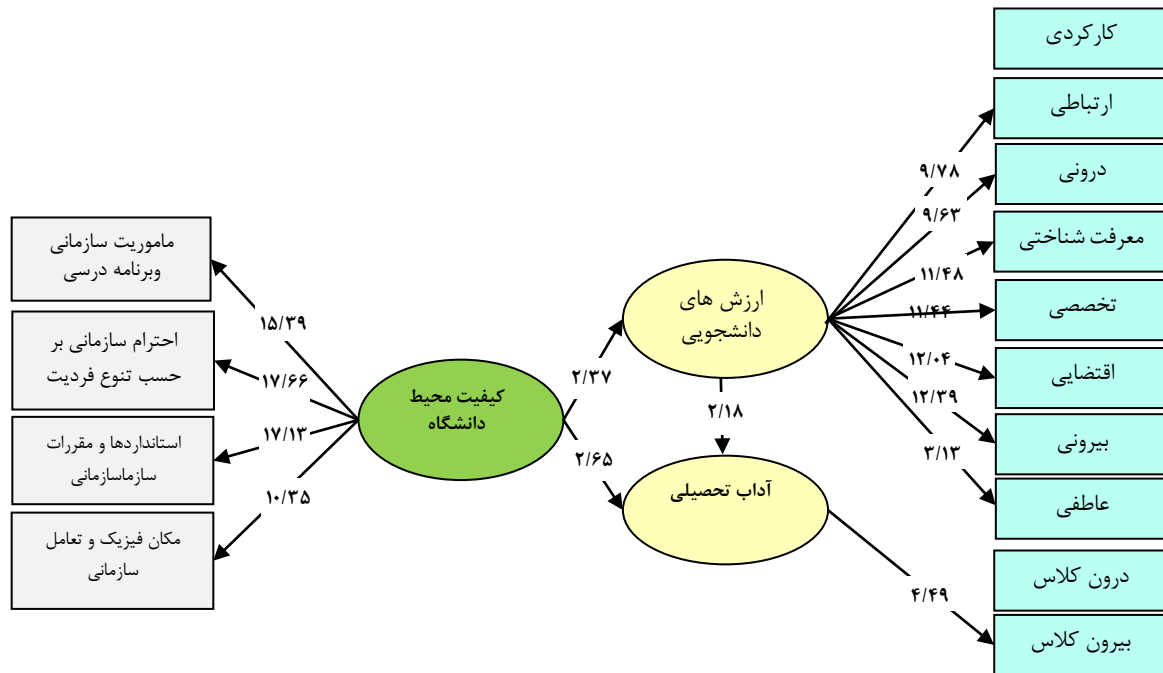 کارکردی
ارتباطی
۹/۷۸
درونی
۹/۶۳
ماموریت سازمانی
وبرنامه درسی
معرفت شناختی
۱۱/۴۸
ارزش های
دانشجویی
تخصصی
۱۱/۴۴
۱۵/۳۹
احترام سازمانی بر
حسب تنوع فردیت
اقتضایی
۱۲/۰۴
۱۷/۶۶
کیفیت محیط
دانشگاه
۲/۳۷
۱۲/۳۹
۲/۱۸
بیرونی
استانداردها و مقررات
سازماسازمانی
۱۷/۱۳
۲/۶۵
۳/۱۳
آداب تحصیلی
عاطفی
۱۰/۳۵
مکان فیزیک و تعامل
سازمانی
درون کلاس
۴/۴۹
بیرون کلاس